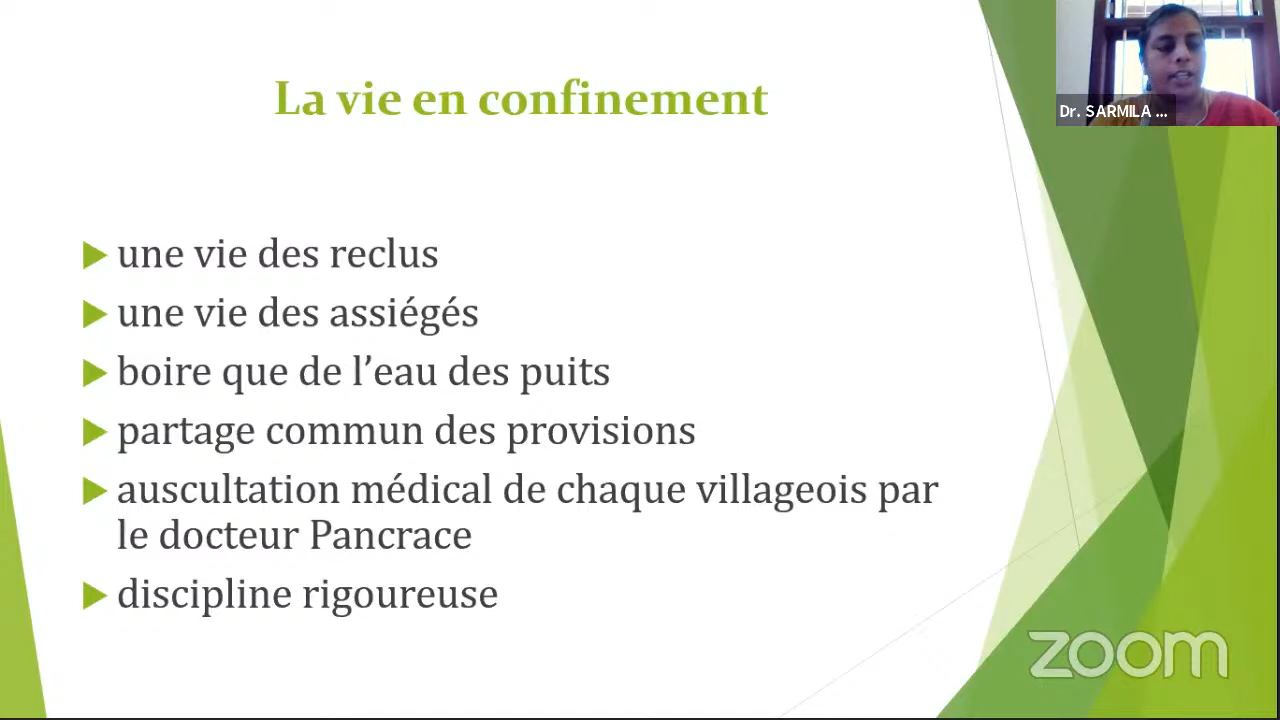 La vie en confinement
Dr. SARMILA ...
une vie des reclus
une vie des assiégés
boire que de l’eau des puits
partage commun des provisions
auscultation médical de chaque villageois par
le docteur Pancrace
discipline rigoureuse
zoom